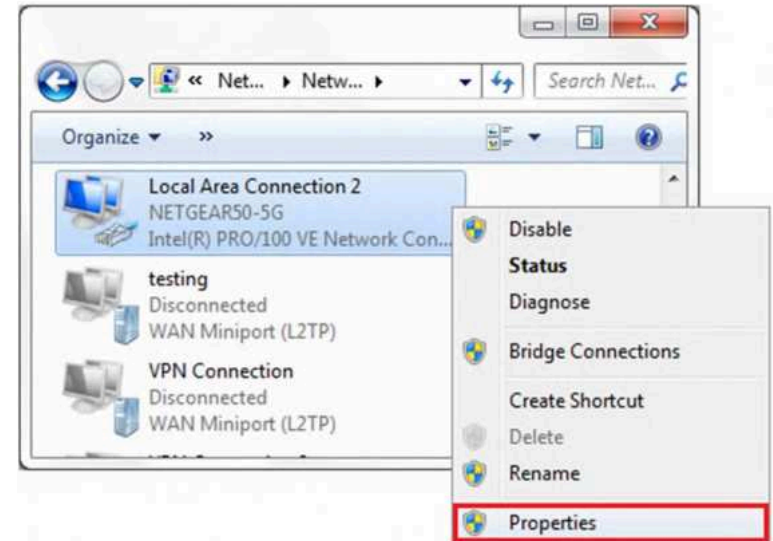 « Net... Netw...
Search Net...
Organize »
Local Area Connection 2
NETGEAR50-5G
Intel(R) PRO/100 VE Network Con...
testing
Disconnected
WAN Miniport (L2TP)
VPN Connection
Disconnected
WAN Miniport (L2TP)
Disable
Status
Diagnose
Bridge Connections
Create Shortcut
Delete
Rename
Properties